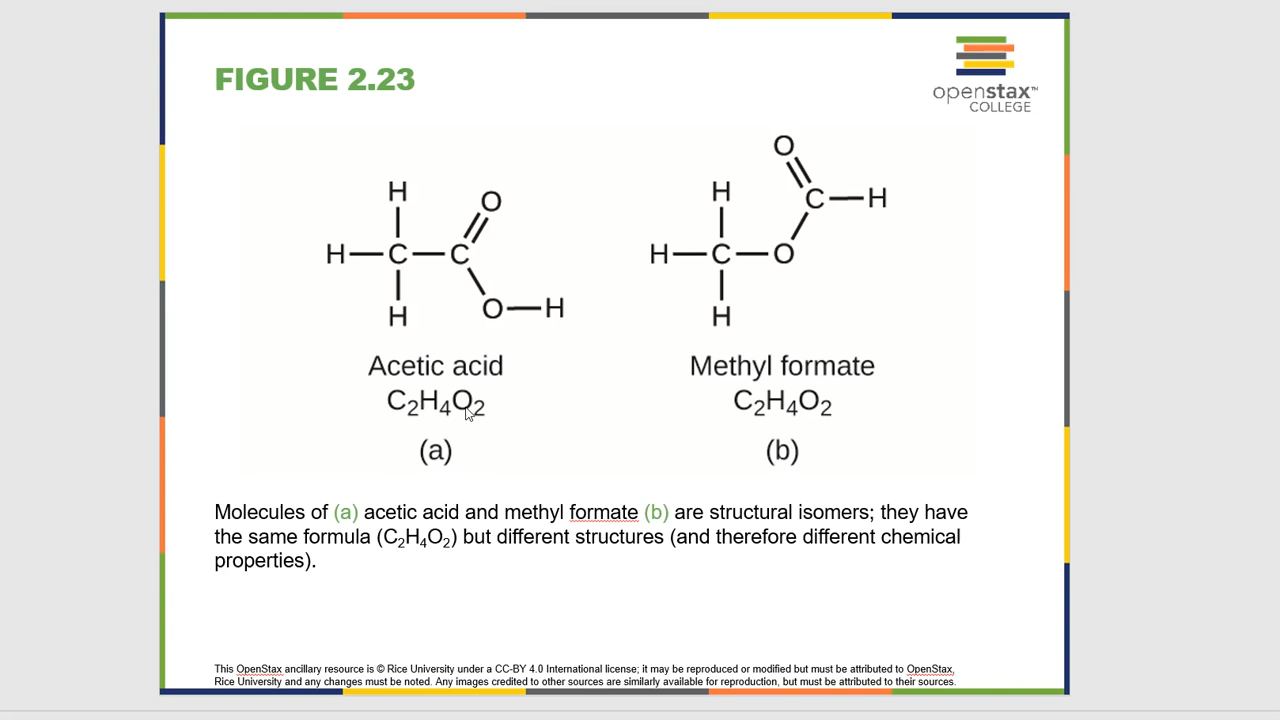 FIGURE 2.23
openstax™
COLLEGE
O
H H O C—H
H—C—C H—C—O
H O—H H
Acetic acid Methyl formate
C₂H₄O₂ C₂H₄O₂
(a) (b)
Molecules of (a) acetic acid and methyl formate (b) are structural isomers; they have
the same formula (C₂H₄O₂) but different structures (and therefore different chemical
properties).
This OpenStax ancillary resource is © Rice University under a CC-BY 4.0 International license; it may be reproduced or modified but must be attributed to OpenStax,
Rice University and any changes must be noted. Any images credited to other sources are similarly available for reproduction, but must be attributed to their sources.